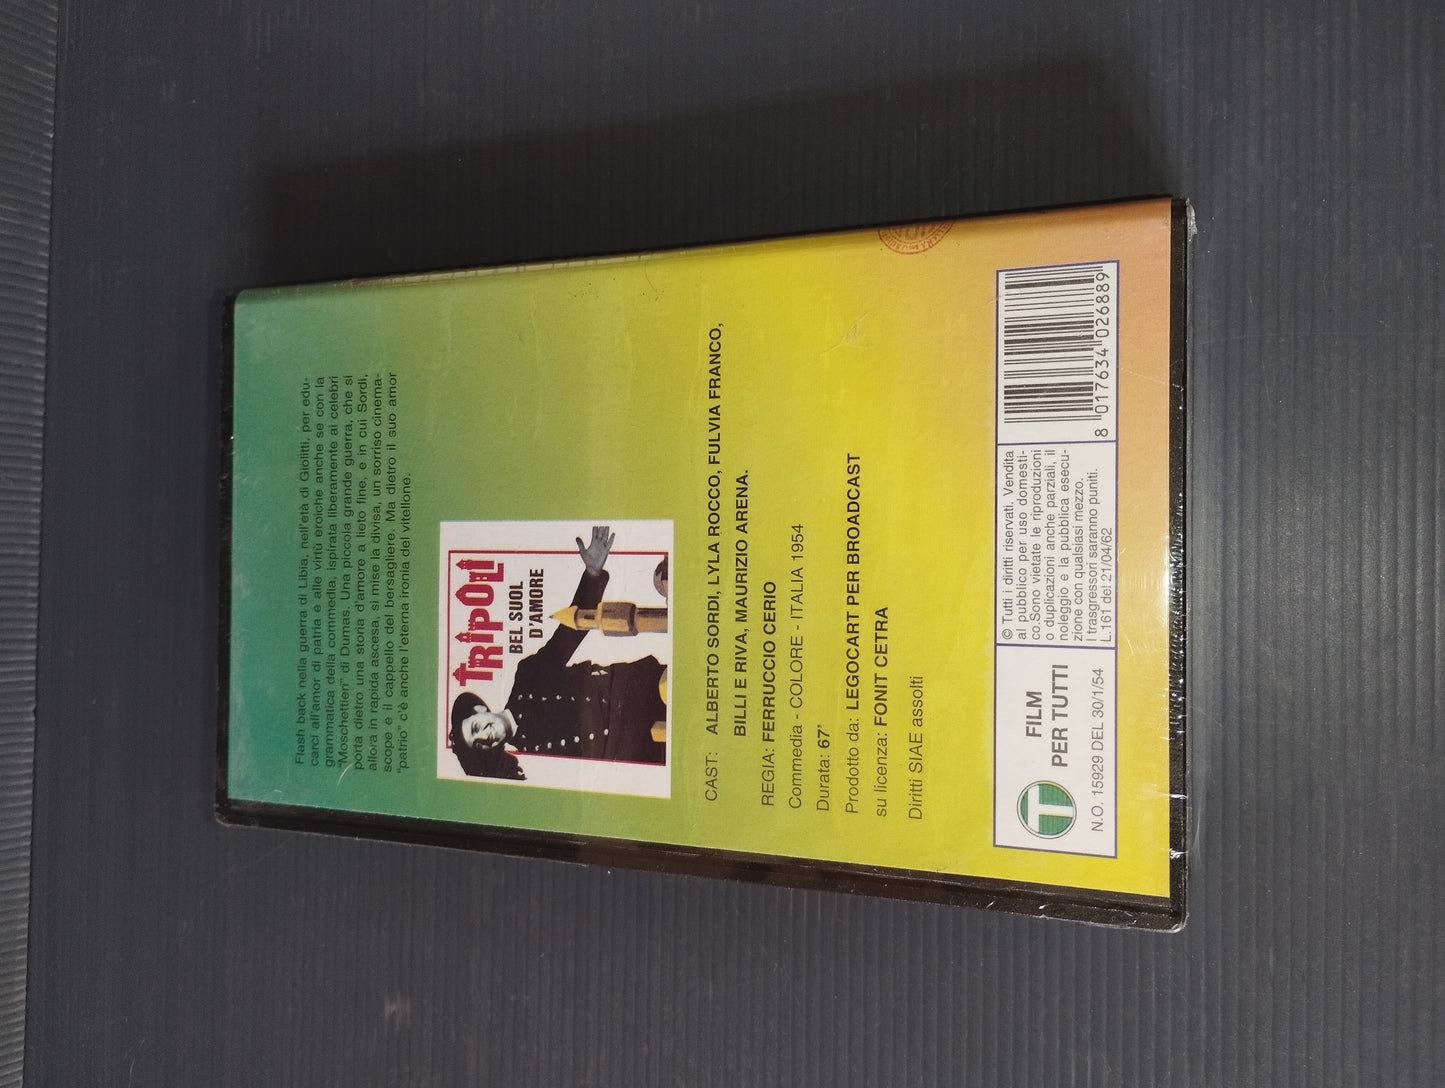 Flash back nella guerra di Libia, nell'età di Giolitti, per edu-
carci all'amor di patria e alle virtù eroiche anche se con la
grammatica della commedia, ispirata liberamente ai celebri
"Moschettieri" di Dumas. Una piccola grande guerra, che si
porta dietro una storia d'amore a lieto fine, e in cui Sordi,
allora in rapida ascesa, si mise la divisa, un sorriso cinema-
scope e il cappello del bersagliere. Ma dietro il suo amor
"patrio" c'è anche l'eterna ironia del vitellone.
TRIPOLI
BEL SUOL
D'AMORE
CAST: ALBERTO SORDI, LYLA ROCCO, FULVIA FRANCO,
BILLI E RIVA, MAURIZIO ARENA.
REGIA: FERRUCCIO CERIO
Commedia - COLORE - ITALIA 1954
Durata: 67'
Prodotto da: LEGOCART PER BROADCAST
su licenza: FONIT CETRA
Diritti SIAE assolti
T
FILM
PER TUTTI
N.O. 15929 DEL 30/1/54
© Tutti i diritti riservati. Vendita
al pubblico per uso domesti-
co.Sono vietate le riproduzioni
o duplicazioni anche parziali, il
noleggio e la pubblica esecu-
zione con qualsiasi mezzo.
I trasgressori saranno puniti.
L.161 del 21/04/62
8 017634 026889